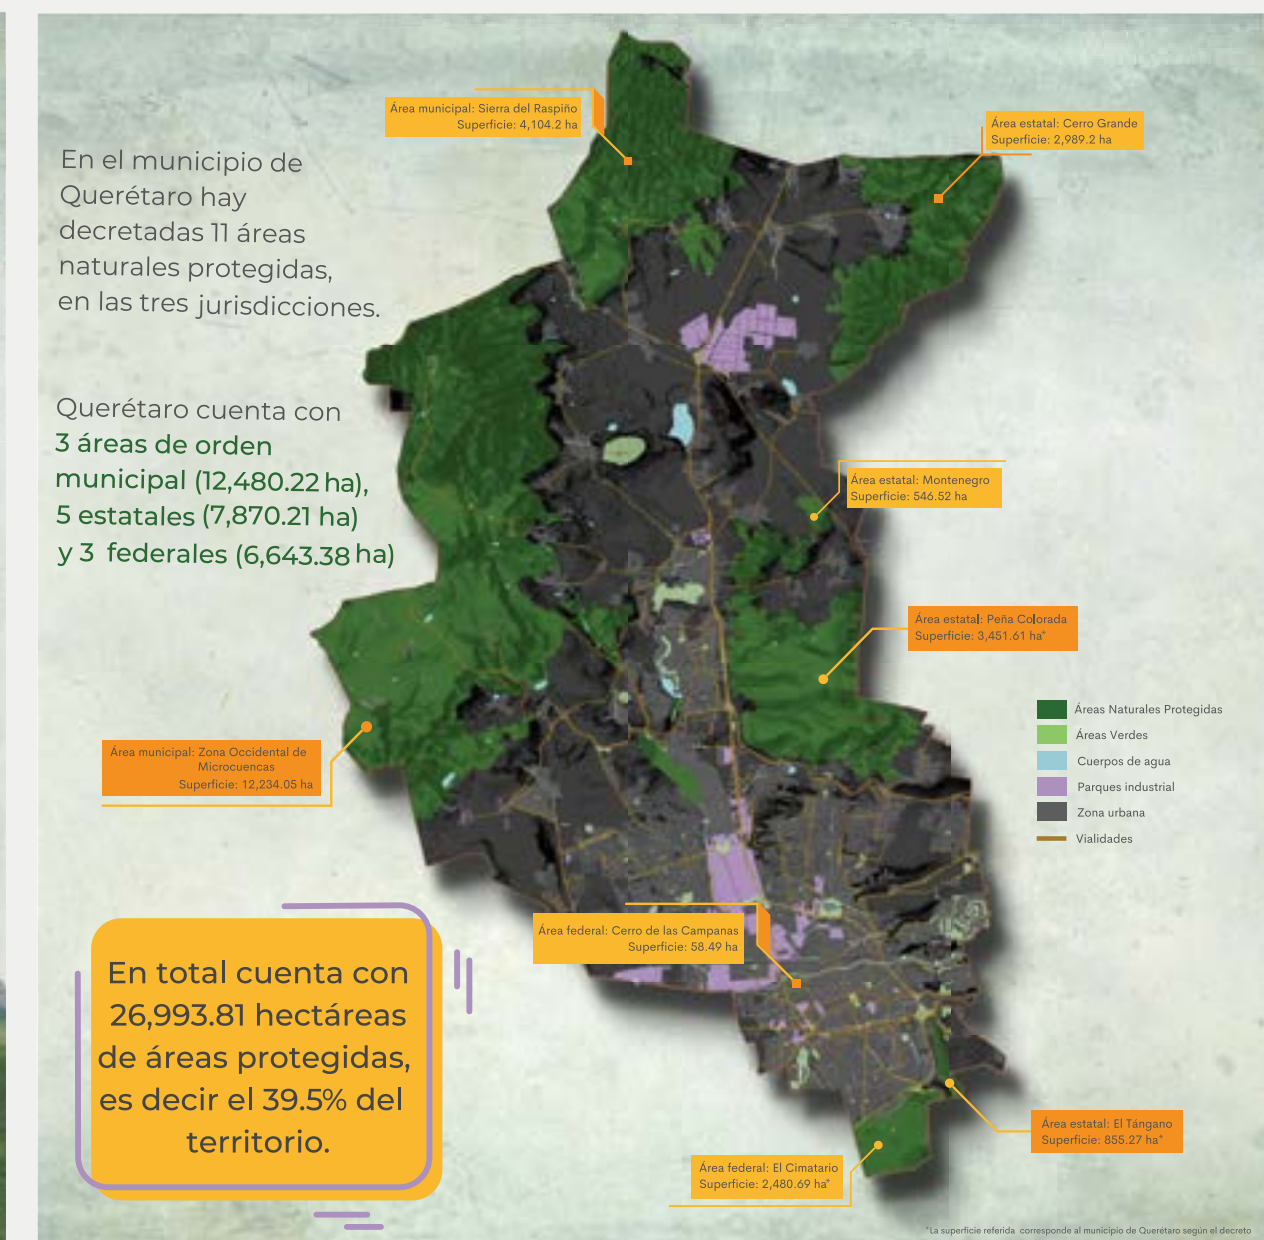 En el municipio de
Querétaro hay
decretadas 11 áreas
naturales protegidas,
en las tres jurisdicciones.
Querétaro cuenta con
3 áreas de orden
municipal (12,480.22 ha),
5 estatales (7,870.21 ha)
y 3 federales (6,643.38 ha)
Área municipal: Sierra del Raspiño
Superficie: 4,104.2 ha
Área estatal: Cerro Grande
Superficie: 2,989.2 ha
Área estatal: Montenegro
Superficie: 546.52 ha
Área estatal: Peña Colorada
Superficie: 3,451.61 ha*
Áreas Naturales Protegidas
Áreas Verdes
Cuerpos de agua
Parques industrial
Zona urbana
Vialidades
Área municipal: Zona Occidental de
Microcuencas
Superficie: 12,234.05 ha
Área federal: Cerro de las Campanas
Superficie: 58.49 ha
En total cuenta con
26,993.81 hectáreas
de áreas protegidas,
es decir el 39.5% del
territorio.
Área estatal: El Tángano
Superficie: 855.27 ha*
Área federal: El Cimatario
Superficie: 2,480.69 ha*
*La superficie referida corresponde al municipio de Querétaro según el decreto